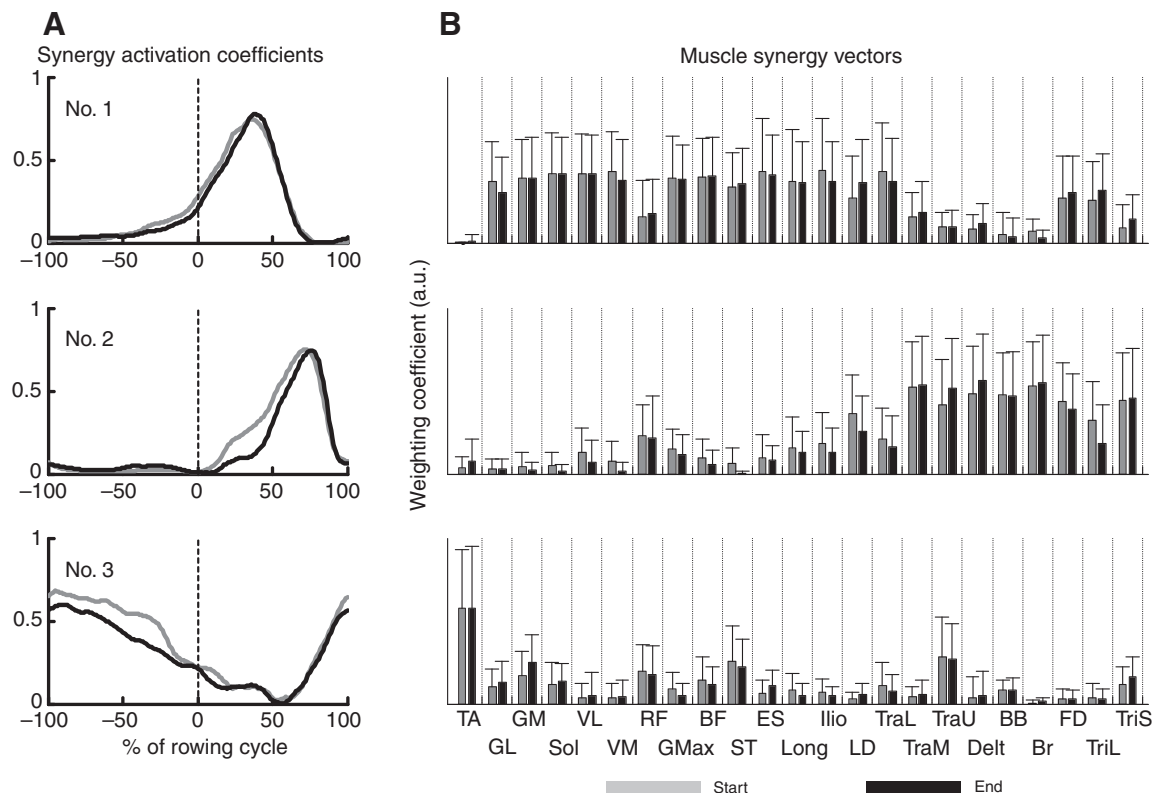 A
B
Synergy activation coefficients
Muscle synergy vectors
1
No. 1
0.5
0
−100 −50 0 50 100
1
No. 2
0.5
0
−100 −50 0 50 100
1
No. 3
0.5
0
−100 −50 0 50 100
% of rowing cycle
Weighting coefficient (a.u.)
TA GM VL RF BF ES Ilio TraL TraU BB FD TriS
GL Sol VM GMax ST Long LD TraM Delt Br TriL
Start
End